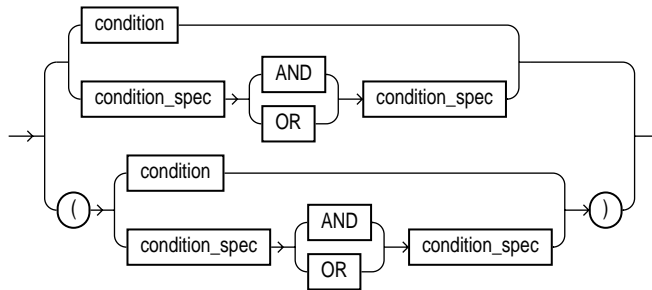 condition
AND
condition_spec condition_spec
OR
condition
( )
AND
condition_spec condition_spec
OR